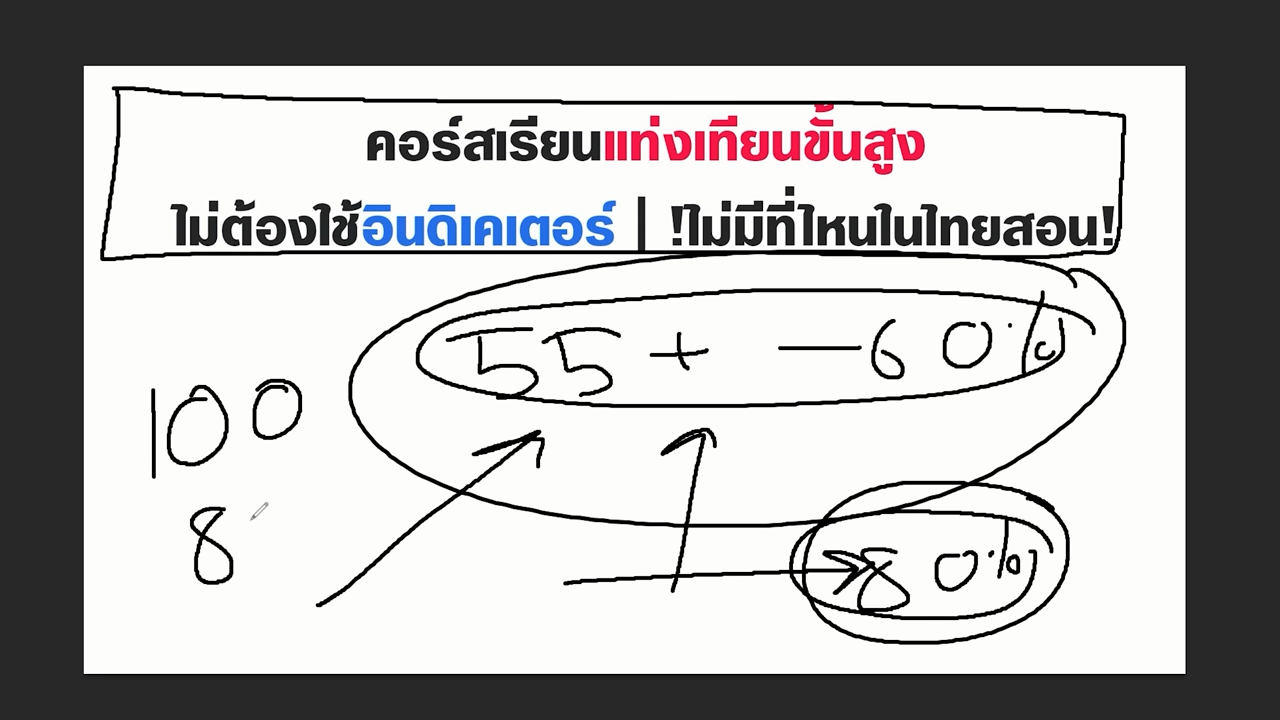 คอร์สเรียนแท่งเทียนขั้นสูง
ไม่ต้องใช้อินดิเคเตอร์ | !ไม่มีที่ไหนในไทยสอน!
55 + — 60%
100
8
80%